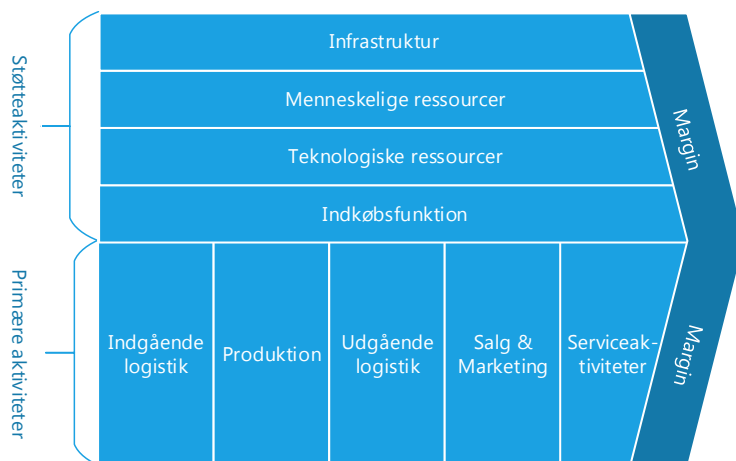 Støtteaktiviteter
Infrastruktur
Menneskelige ressourcer
Teknologiske ressourcer
Indkøbsfunktion
Margin
Primære aktiviteter
Indgående
logistik
Produktion
Udgående
logistik
Salg &
Marketing
Serviceak-
tiviteter
Margin